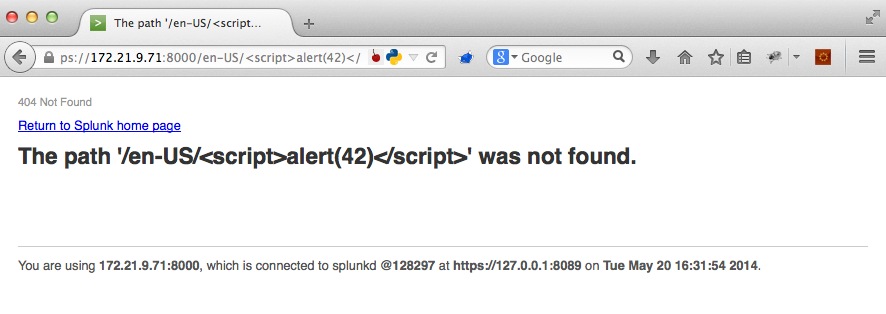 The path '/en-US/<script...
ps://172.21.9.71:8000/en-US/<script>alert(42)</
Google
404 Not Found
Return to Splunk home page
The path '/en-US/<script>alert(42)</script>' was not found.
You are using 172.21.9.71:8000, which is connected to splunkd @128297 at https://127.0.0.1:8089 on Tue May 20 16:31:54 2014.